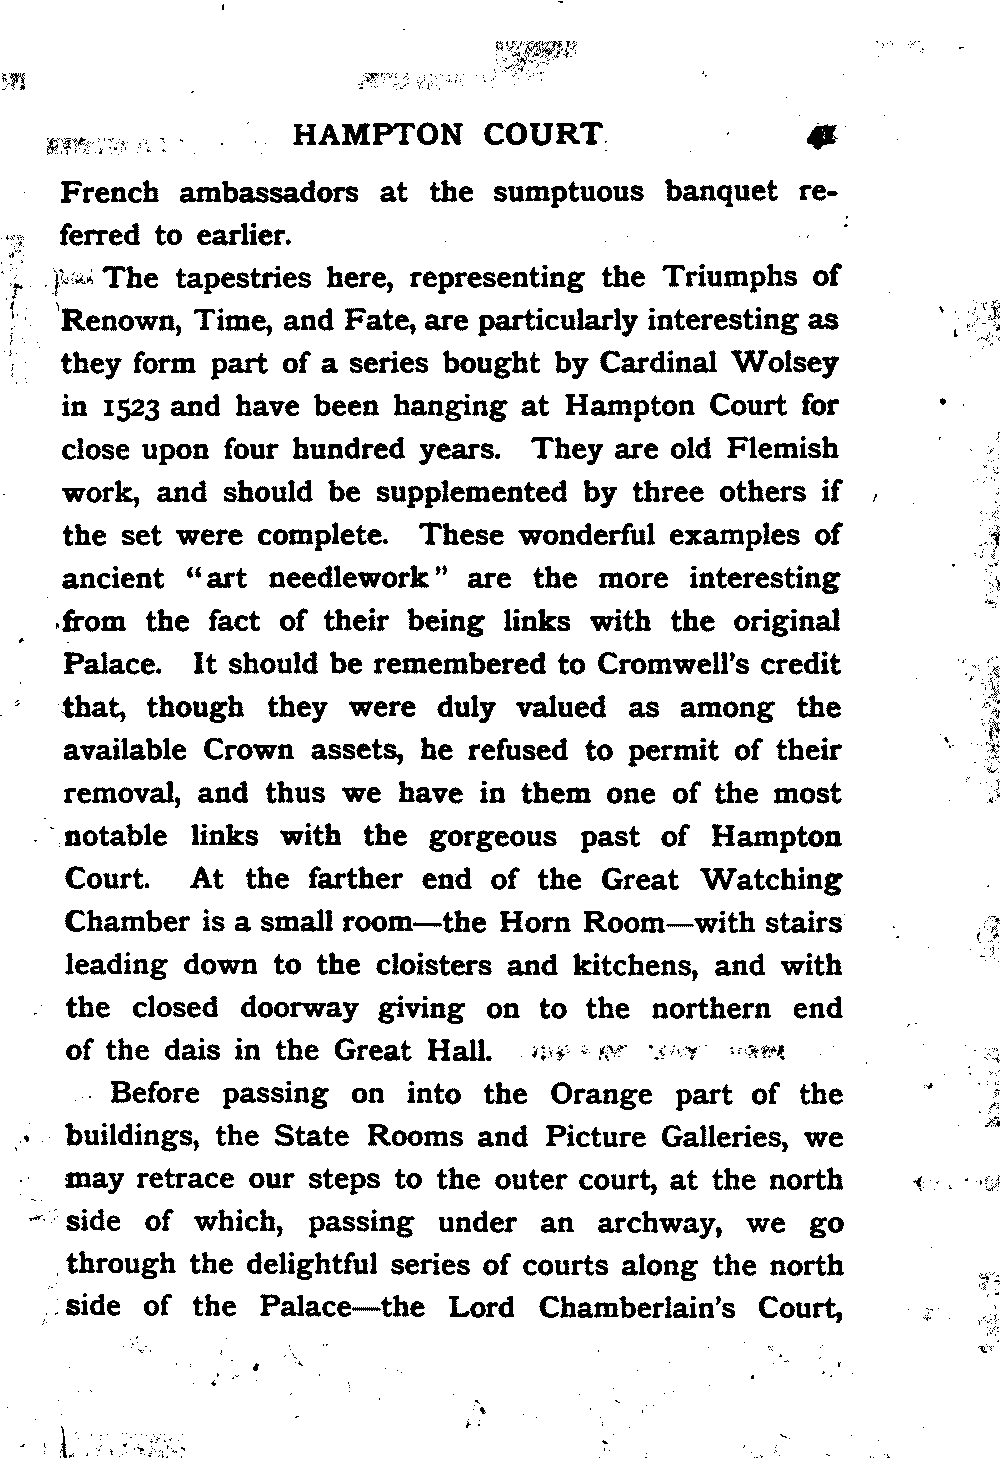 HAMPTON COURT 41
French ambassadors at the sumptuous banquet re-
ferred to earlier.
The tapestries here, representing the Triumphs of
Renown, Time, and Fate, are particularly interesting as
they form part of a series bought by Cardinal Wolsey
in 1523 and have been hanging at Hampton Court for
close upon four hundred years. They are old Flemish
work, and should be supplemented by three others if
the set were complete. These wonderful examples of
ancient "art needlework" are the more interesting
from the fact of their being links with the original
Palace. It should be remembered to Cromwell's credit
that, though they were duly valued as among the
available Crown assets, he refused to permit of their
removal, and thus we have in them one of the most
notable links with the gorgeous past of Hampton
Court. At the farther end of the Great Watching
Chamber is a small room—the Horn Room—with stairs
leading down to the cloisters and kitchens, and with
the closed doorway giving on to the northern end
of the dais in the Great Hall.
Before passing on into the Orange part of the
buildings, the State Rooms and Picture Galleries, we
may retrace our steps to the outer court, at the north
side of which, passing under an archway, we go
through the delightful series of courts along the north
side of the Palace—the Lord Chamberlain's Court,